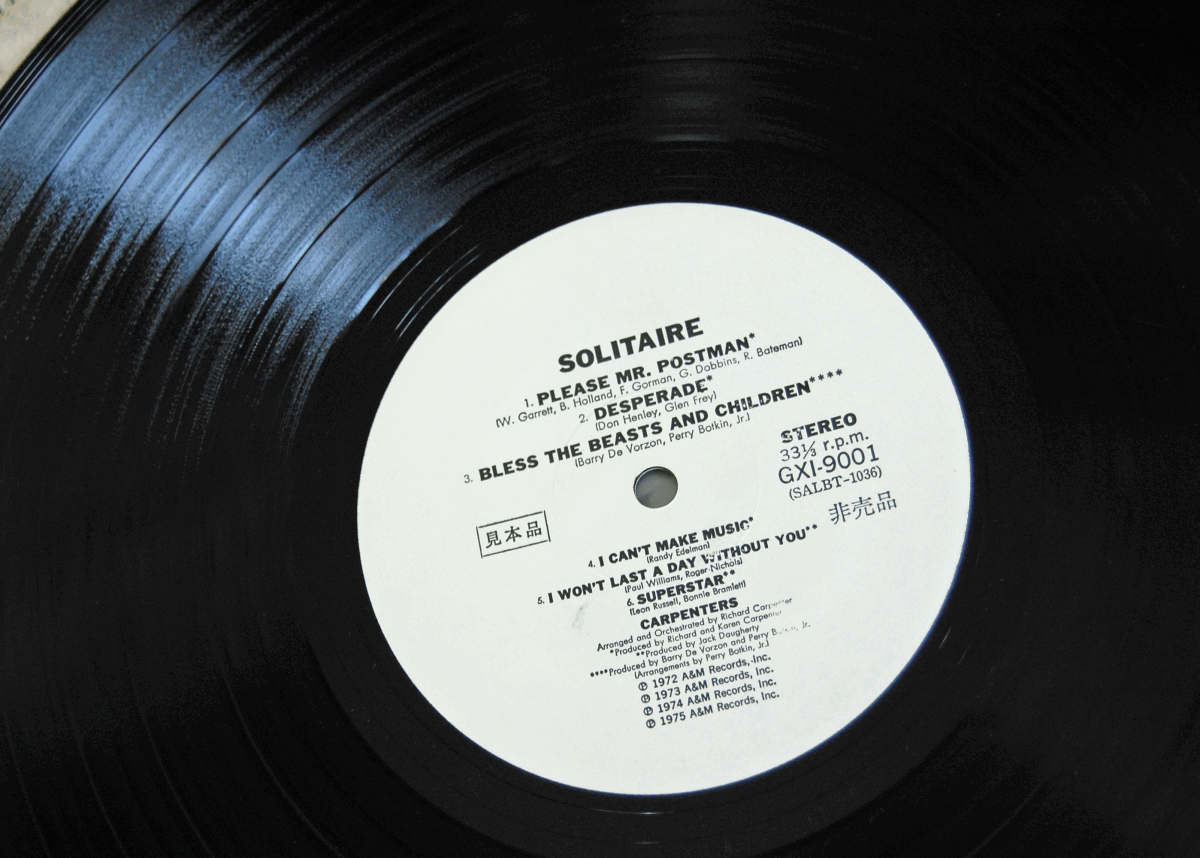 SOLITAIRE
1. PLEASE MR. POSTMAN*
(W. Garrett, B. Holland, F. Gorman, G. Dobbins, R. Bateman)
2. DESPERADE*
(Don Henley, Glen Frey)
3. BLESS THE BEASTS AND CHILDREN****
(Barry De Vorzon, Perry Botkin, Jr.)
STEREO
33⅓ r.p.m.
GXI-9001
(SALBT-1036)
見本品
非売品
4. I CAN'T MAKE MUSIC*
(Randy Edelman)
5. I WON'T LAST A DAY WITHOUT YOU**
(Paul Williams, Roger Nichols)
6. SUPERSTAR**
(Leon Russell, Bonnie Bramlett)
CARPENTERS
Arranged and Orchestrated by Richard Carpenter
*Produced by Richard and Karen Carpenter
**Produced by Jack Daugherty
****Produced by Barry De Vorzon and Perry Jr.
(Arrangements by Perry Botkin, Jr.)
℗ 1972 A&M Records, Inc.
℗ 1973 A&M Records, Inc.
℗ 1974 A&M Records, Inc.
℗ 1975 A&M Records, Inc.